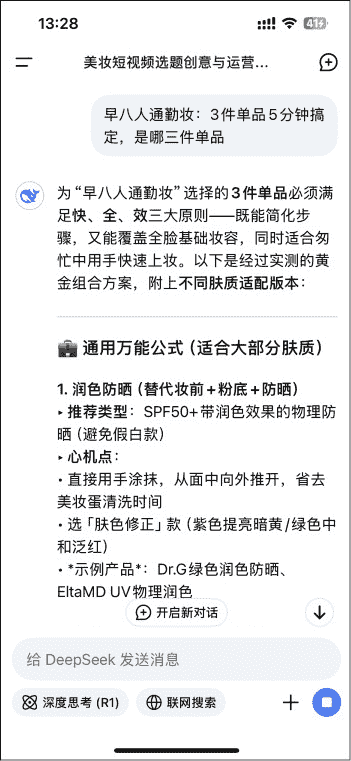 13:28
41
美妆短视频选题创意与运营...
早八人通勤妆：3件单品5分钟搞
定，是哪三件单品
为“早八人通勤妆”选择的3件单品必须满
足快、全、效三大原则——既能简化步
骤，又能覆盖全脸基础妆容，同时适合匆
忙中用手快速上妆。以下是经过实测的黄
金组合方案，附上不同肤质适配版本：
通用万能公式（适合大部分肤质）
1. 润色防晒（替代妆前+粉底+防晒）
▸ 推荐类型：SPF50+带润色效果的物理防
晒（避免假白款）
▸ 心机点：
• 直接用手涂抹，从面中向外推开，省去
美妆蛋清洗时间
• 选「肤色修正」款（紫色提亮暗黄/绿色中
和泛红）
• *示例产品*：Dr.G绿色润色防晒、
EltaMD UV物理润色
开启新对话
给 DeepSeek 发送消息
深度思考 (R1)
联网搜索